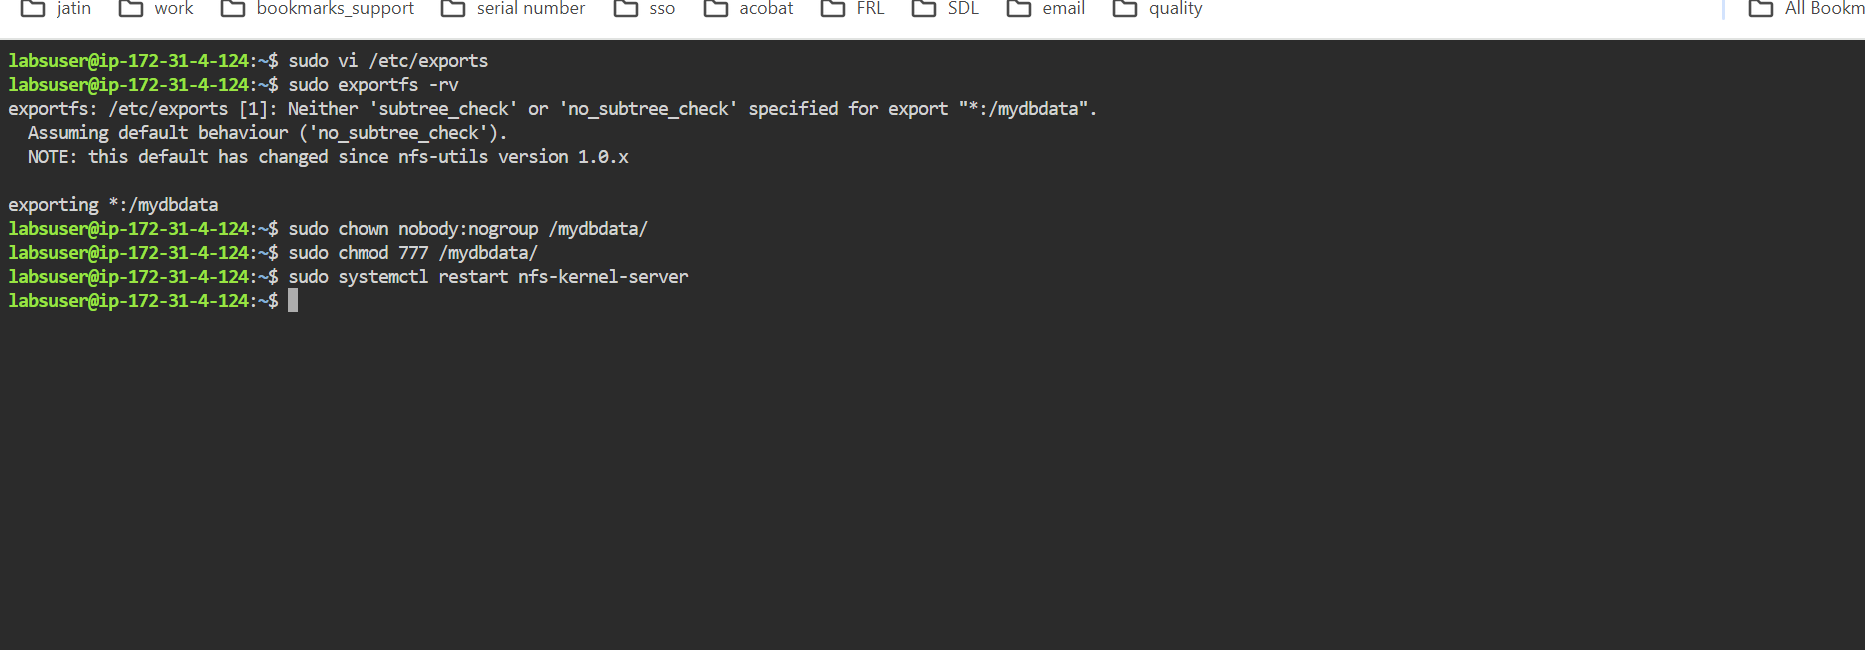 jatin work bookmarks_support serial number sso acobat FRL SDL email quality All Bookm
labsuser@ip-172-31-4-124:~$ sudo vi /etc/exports
labsuser@ip-172-31-4-124:~$ sudo exportfs -rv
exportfs: /etc/exports [1]: Neither 'subtree_check' or 'no_subtree_check' specified for export "*:/mydbdata".
Assuming default behaviour ('no_subtree_check').
NOTE: this default has changed since nfs-utils version 1.0.x
exporting *:/mydbdata
labsuser@ip-172-31-4-124:~$ sudo chown nobody:nogroup /mydbdata/
labsuser@ip-172-31-4-124:~$ sudo chmod 777 /mydbdata/
labsuser@ip-172-31-4-124:~$ sudo systemctl restart nfs-kernel-server
labsuser@ip-172-31-4-124:~$